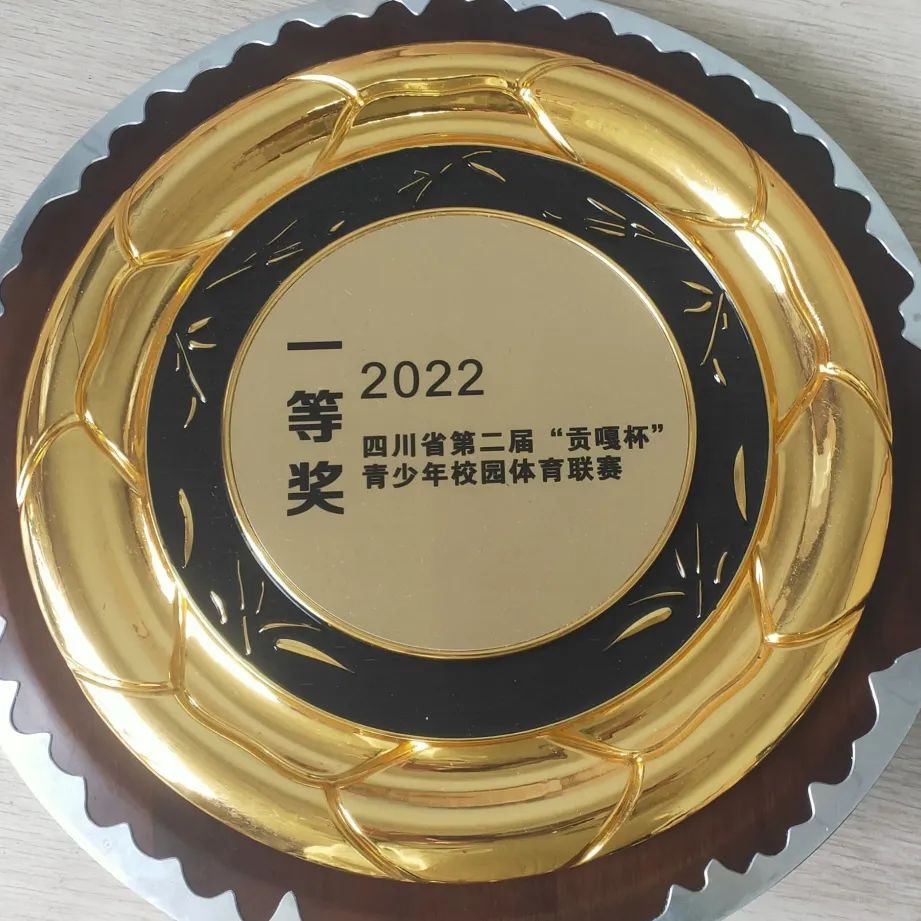 一等奖
2022
四川省第二届“贡嘎杯”
青少年校园体育联赛